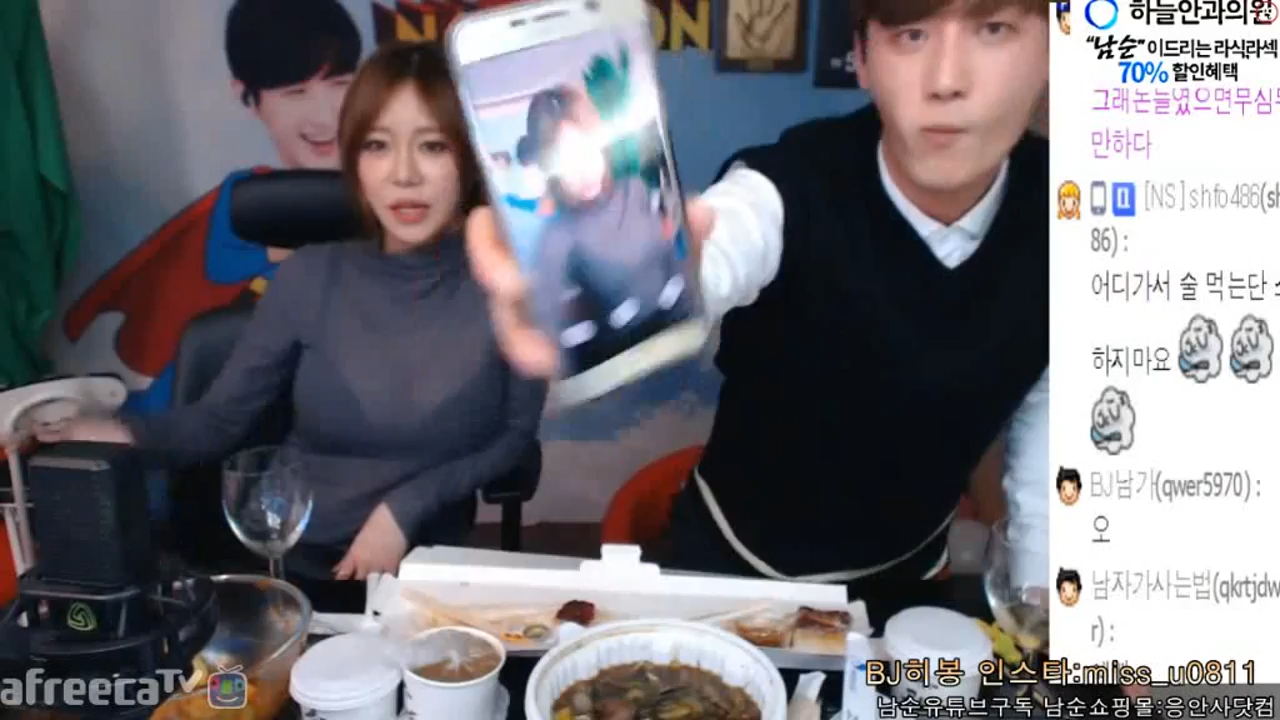 하늘안과의원
"남순"이드리는 라식라섹
70% 할인혜택
그래논늘였으면무심
만하다
[NS]shfo486(sh
86) :
어디가서 술 먹는단
하지마요
BJ남기(qwer5970) :
오
남자가사는법(qkrtjdw
r) :
BJ히봉 인스타:miss_u0811
남순유튜브구독 남순쇼핑몰:응안사닷컴
afreecaTV